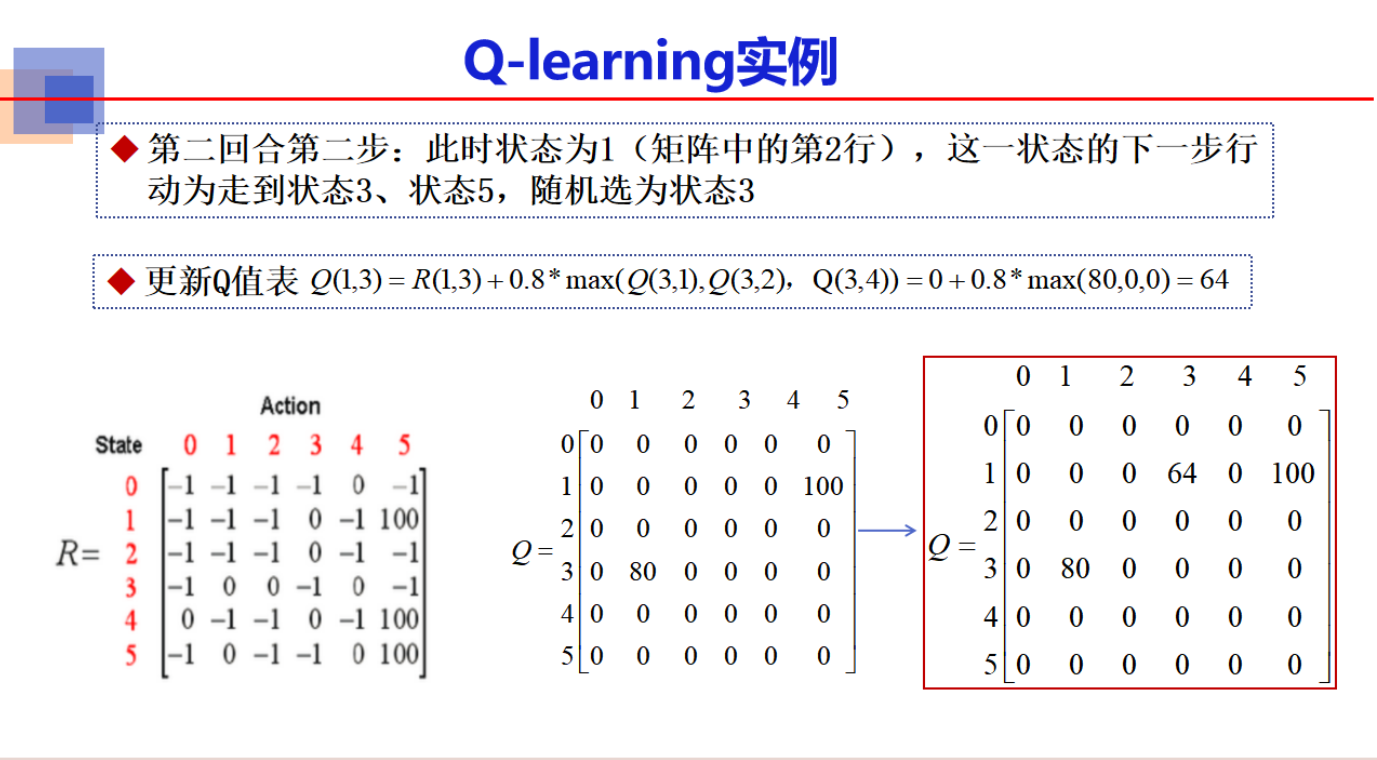 Q-learning实例
◆ 第二回合第二步：此时状态为1（矩阵中的第2行），这一状态的下一步行
动为走到状态3、状态5，随机选为状态3
◆ 更新Q值表 Q(1,3) = R(1,3) + 0.8 * max(Q(3,1), Q(3,2)， Q(3,4)) = 0 + 0.8 * max(80,0,0) = 64
Action
State 0 1 2 3 4 5
0 −1 −1 −1 −1 0 −1
1 −1 −1 −1 0 −1 100
R= 2 −1 −1 −1 0 −1 −1
3 −1 0 0 −1 0 −1
4 0 −1 −1 0 −1 100
5 −1 0 −1 −1 0 100
0 1 2 3 4 5
0 0 0 0 0 0 0
1 0 0 0 0 0 100
2 0 0 0 0 0 0
Q =
3 0 80 0 0 0 0
4 0 0 0 0 0 0
5 0 0 0 0 0 0
0 1 2 3 4 5
0 0 0 0 0 0 0
1 0 0 0 64 0 100
2 0 0 0 0 0 0
Q =
3 0 80 0 0 0 0
4 0 0 0 0 0 0
5 0 0 0 0 0 0